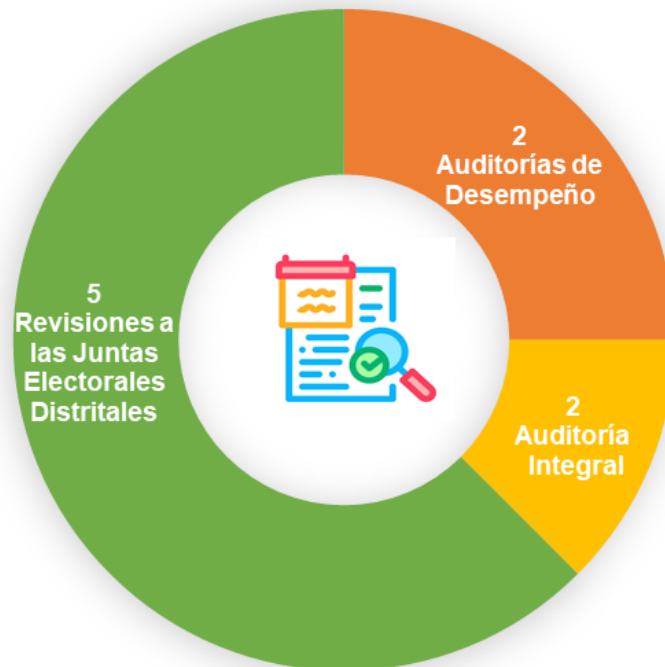 2
Auditorías de
Desempeño
2
Auditoría
Integral
5
Revisiones a
las Juntas
Electorales
Distritales